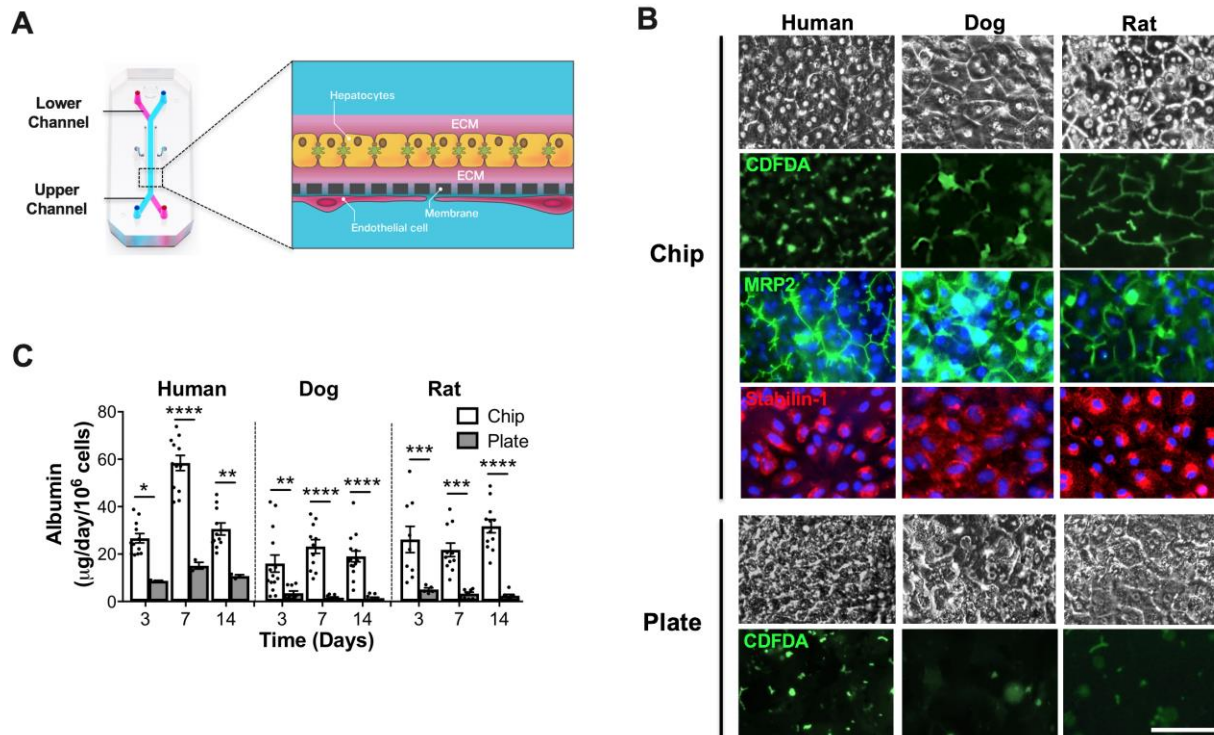 A
Lower
Channel
Upper
Channel
Hepatocytes
ECM
ECM
Membrane
Endothelial cell
B
Human Dog Rat
Chip
CDFDA
MRP2
Stabilin-1
Plate
CDFDA
C
Human Dog Rat
Chip
Plate
Albumin
(µg/day/10⁶ cells)
80
60
40
20
0
* **** ** ** **** **** *** *** ****
3 7 14 3 7 14 3 7 14
Time (Days)